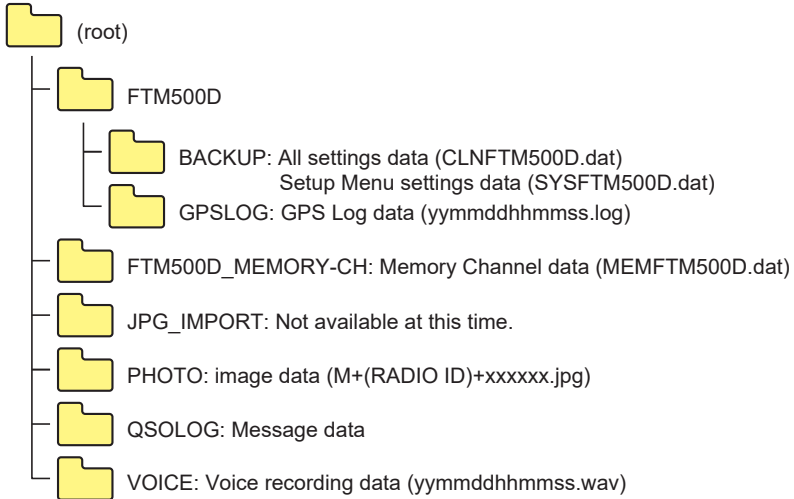 (root)
FTM500D
BACKUP: All settings data (CLNFTM500D.dat)
Setup Menu settings data (SYSFTM500D.dat)
GPSLOG: GPS Log data (yymmddhhmmss.log)
FTM500D_MEMORY-CH: Memory Channel data (MEMFTM500D.dat)
JPG_IMPORT: Not available at this time.
PHOTO: image data (M+(RADIO ID)+xxxxxx.jpg)
QSOLOG: Message data
VOICE: Voice recording data (yymmddhhmmss.wav)